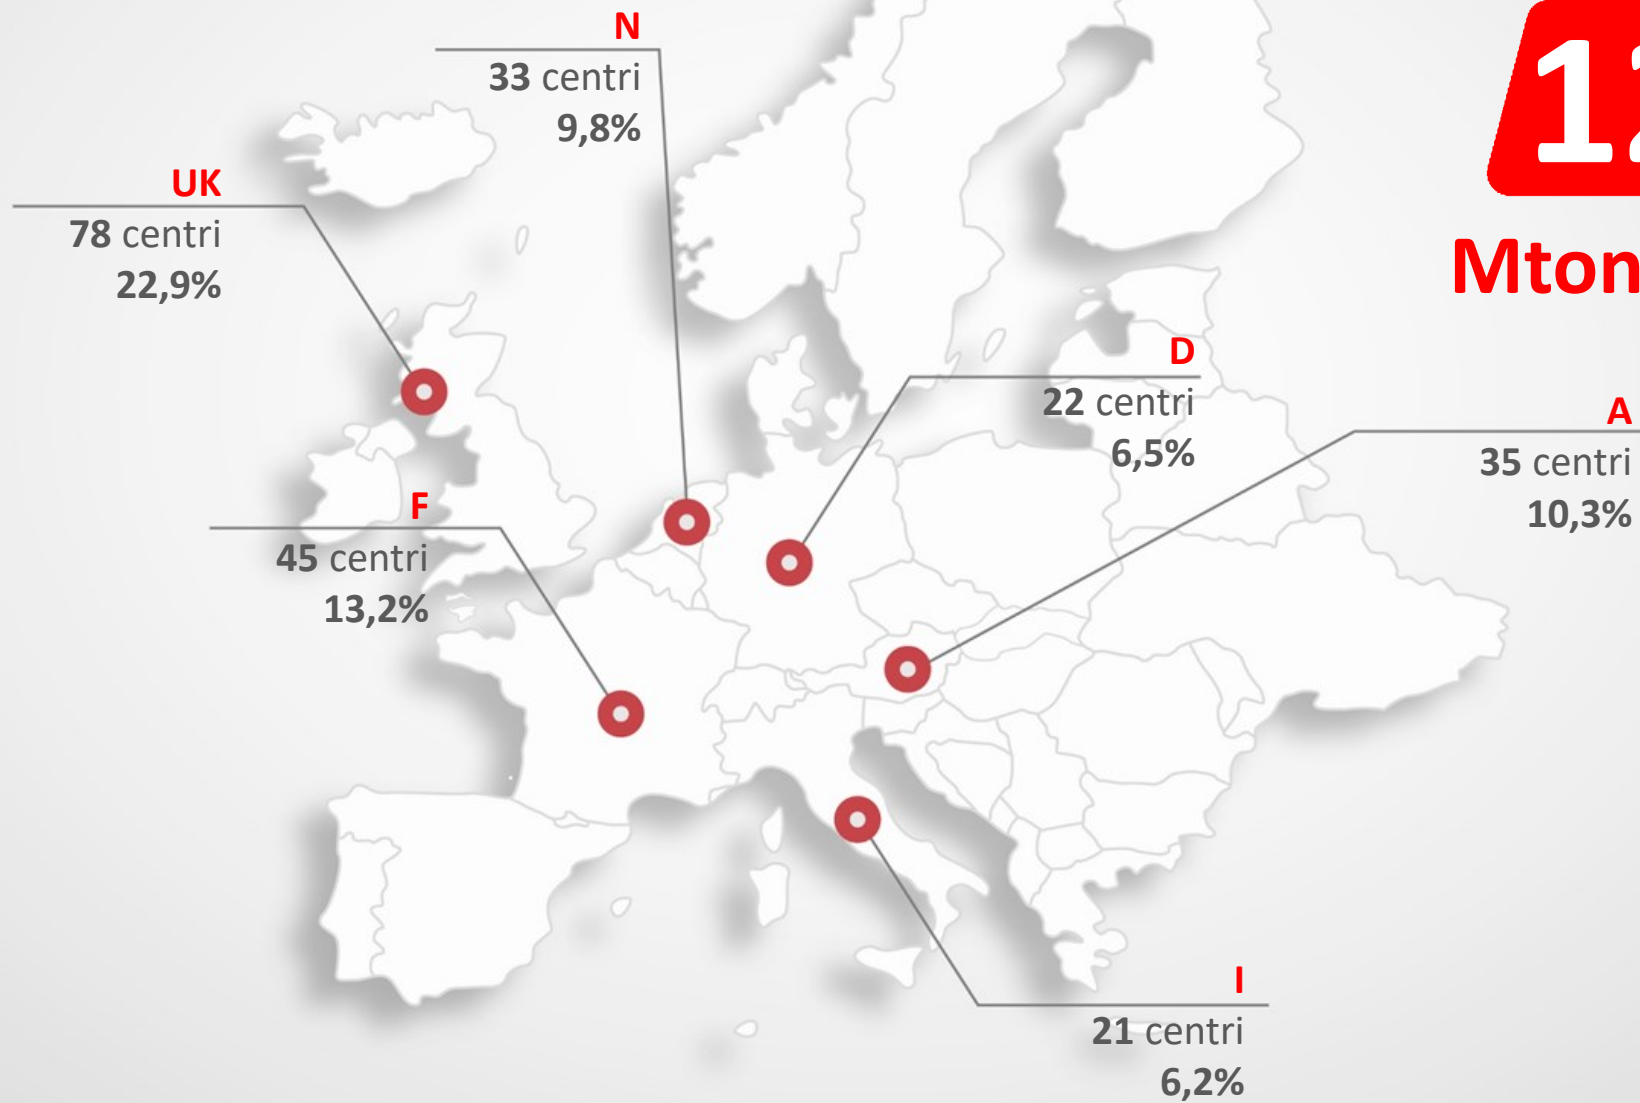 N
33 centri
9,8%
UK
78 centri
22,9%
12
Mton
D
22 centri
6,5%
A
35 centri
10,3%
F
45 centri
13,2%
I
21 centri
6,2%